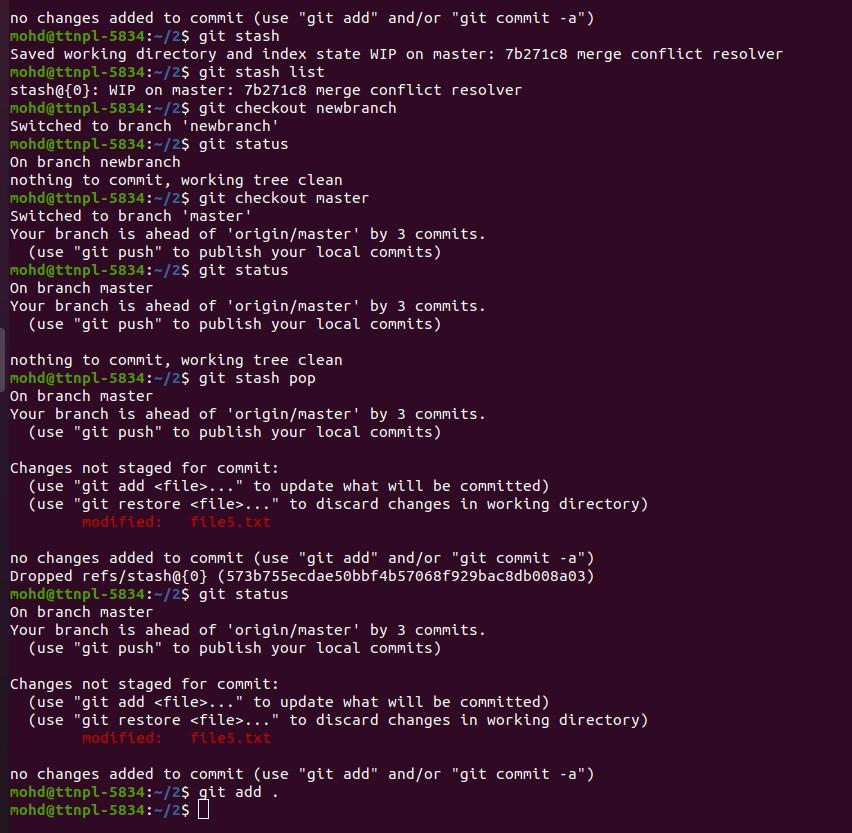 no changes added to commit (use "git add" and/or "git commit -a")
mohd@ttnpl-5834:~/2$ git stash
Saved working directory and index state WIP on master: 7b271c8 merge conflict resolver
mohd@ttnpl-5834:~/2$ git stash list
stash@{0}: WIP on master: 7b271c8 merge conflict resolver
mohd@ttnpl-5834:~/2$ git checkout newbranch
Switched to branch 'newbranch'
mohd@ttnpl-5834:~/2$ git status
On branch newbranch
nothing to commit, working tree clean
mohd@ttnpl-5834:~/2$ git checkout master
Switched to branch 'master'
Your branch is ahead of 'origin/master' by 3 commits.
  (use "git push" to publish your local commits)
mohd@ttnpl-5834:~/2$ git status
On branch master
Your branch is ahead of 'origin/master' by 3 commits.
  (use "git push" to publish your local commits)

nothing to commit, working tree clean
mohd@ttnpl-5834:~/2$ git stash pop
On branch master
Your branch is ahead of 'origin/master' by 3 commits.
  (use "git push" to publish your local commits)

Changes not staged for commit:
  (use "git add <file>..." to update what will be committed)
  (use "git restore <file>..." to discard changes in working directory)
        modified:   file5.txt

no changes added to commit (use "git add" and/or "git commit -a")
Dropped refs/stash@{0} (573b755ecdae50bbf4b57068f929bac8db008a03)
mohd@ttnpl-5834:~/2$ git status
On branch master
Your branch is ahead of 'origin/master' by 3 commits.
  (use "git push" to publish your local commits)

Changes not staged for commit:
  (use "git add <file>..." to update what will be committed)
  (use "git restore <file>..." to discard changes in working directory)
        modified:   file5.txt

no changes added to commit (use "git add" and/or "git commit -a")
mohd@ttnpl-5834:~/2$ git add .
mohd@ttnpl-5834:~/2$